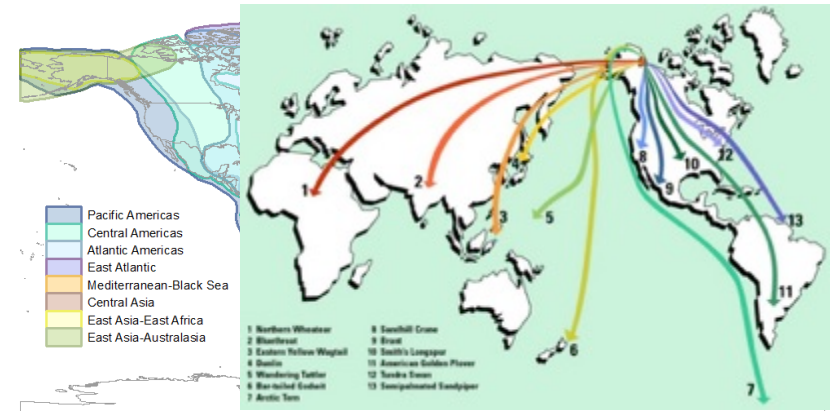 Pacific Americas
Central Americas
Atlantic Americas
East Atlantic
Mediterranean-Black Sea
Central Asia
East Asia-East Africa
East Asia-Australasia
1
2
3
4
5
6
7
8
9
10
11
12
13
1 Northern Wheatear
2 Bluethroat
3 Eastern Yellow Wagtail
4 Dunlin
5 Wandering Tattler
6 Bar-tailed Godwit
7 Arctic Tern
8 Sandhill Crane
9 Brant
10 Smith's Longspur
11 American Golden Plover
12 Tundra Swan
13 Semipalmated Sandpiper